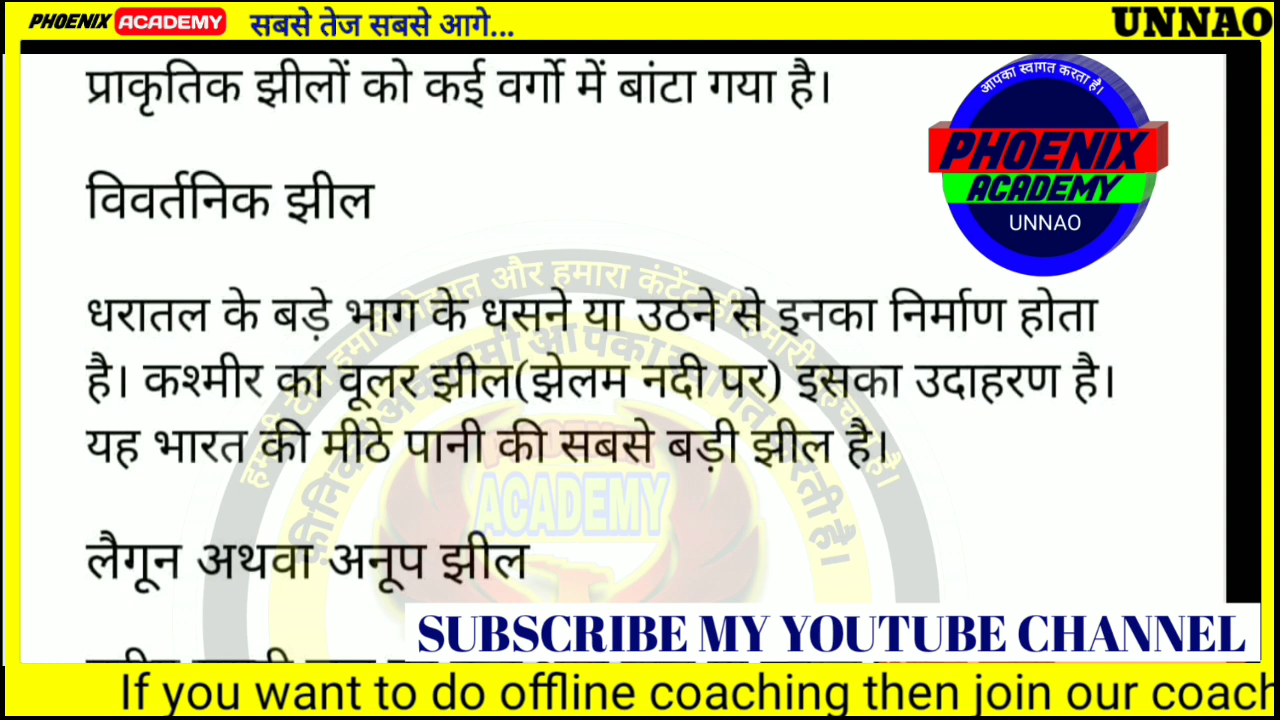 PHOENIX ACADEMY सबसे तेज सबसे आगे... UNNAO
प्राकृतिक झीलों को कई वर्गो में बांटा गया है।
आपका स्वागत करता है।
PHOENIX
ACADEMY
UNNAO
विवर्तनिक झील
धरातल के बड़े भाग के धसने या उठने से इनका निर्माण होता
है। कश्मीर का वूलर झील(झेलम नदी पर) इसका उदाहरण है।
यह भारत की मीठे पानी की सबसे बड़ी झील है।
ACADEMY
लैगून अथवा अनूप झील
SUBSCRIBE MY YOUTUBE CHANNEL
If you want to do offline coaching then join our coach